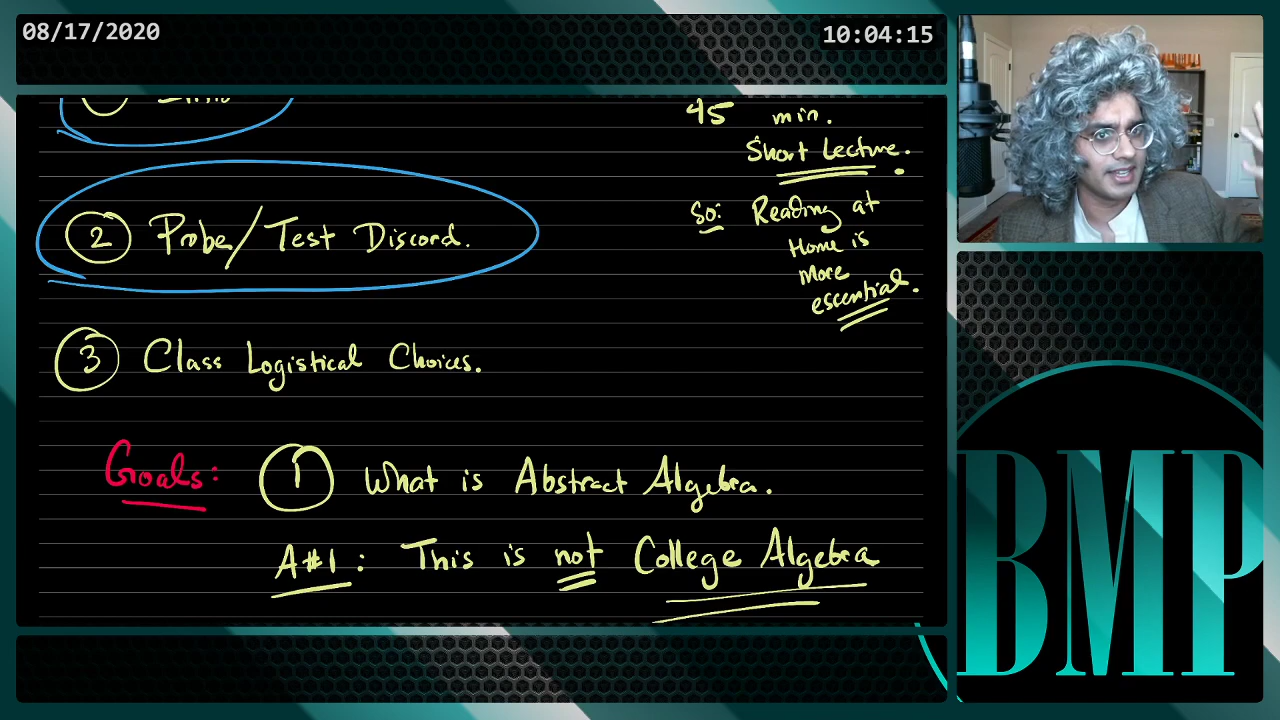 08/17/2020
10:04:15
45 min.
Short Lecture.
So: Reading at
Home is
more
essential.
2 Probe/Test Discord.
3 Class Logistical Choices.
Goals: 1 What is Abstract Algebra.
A#1: This is not College Algebra
BMP